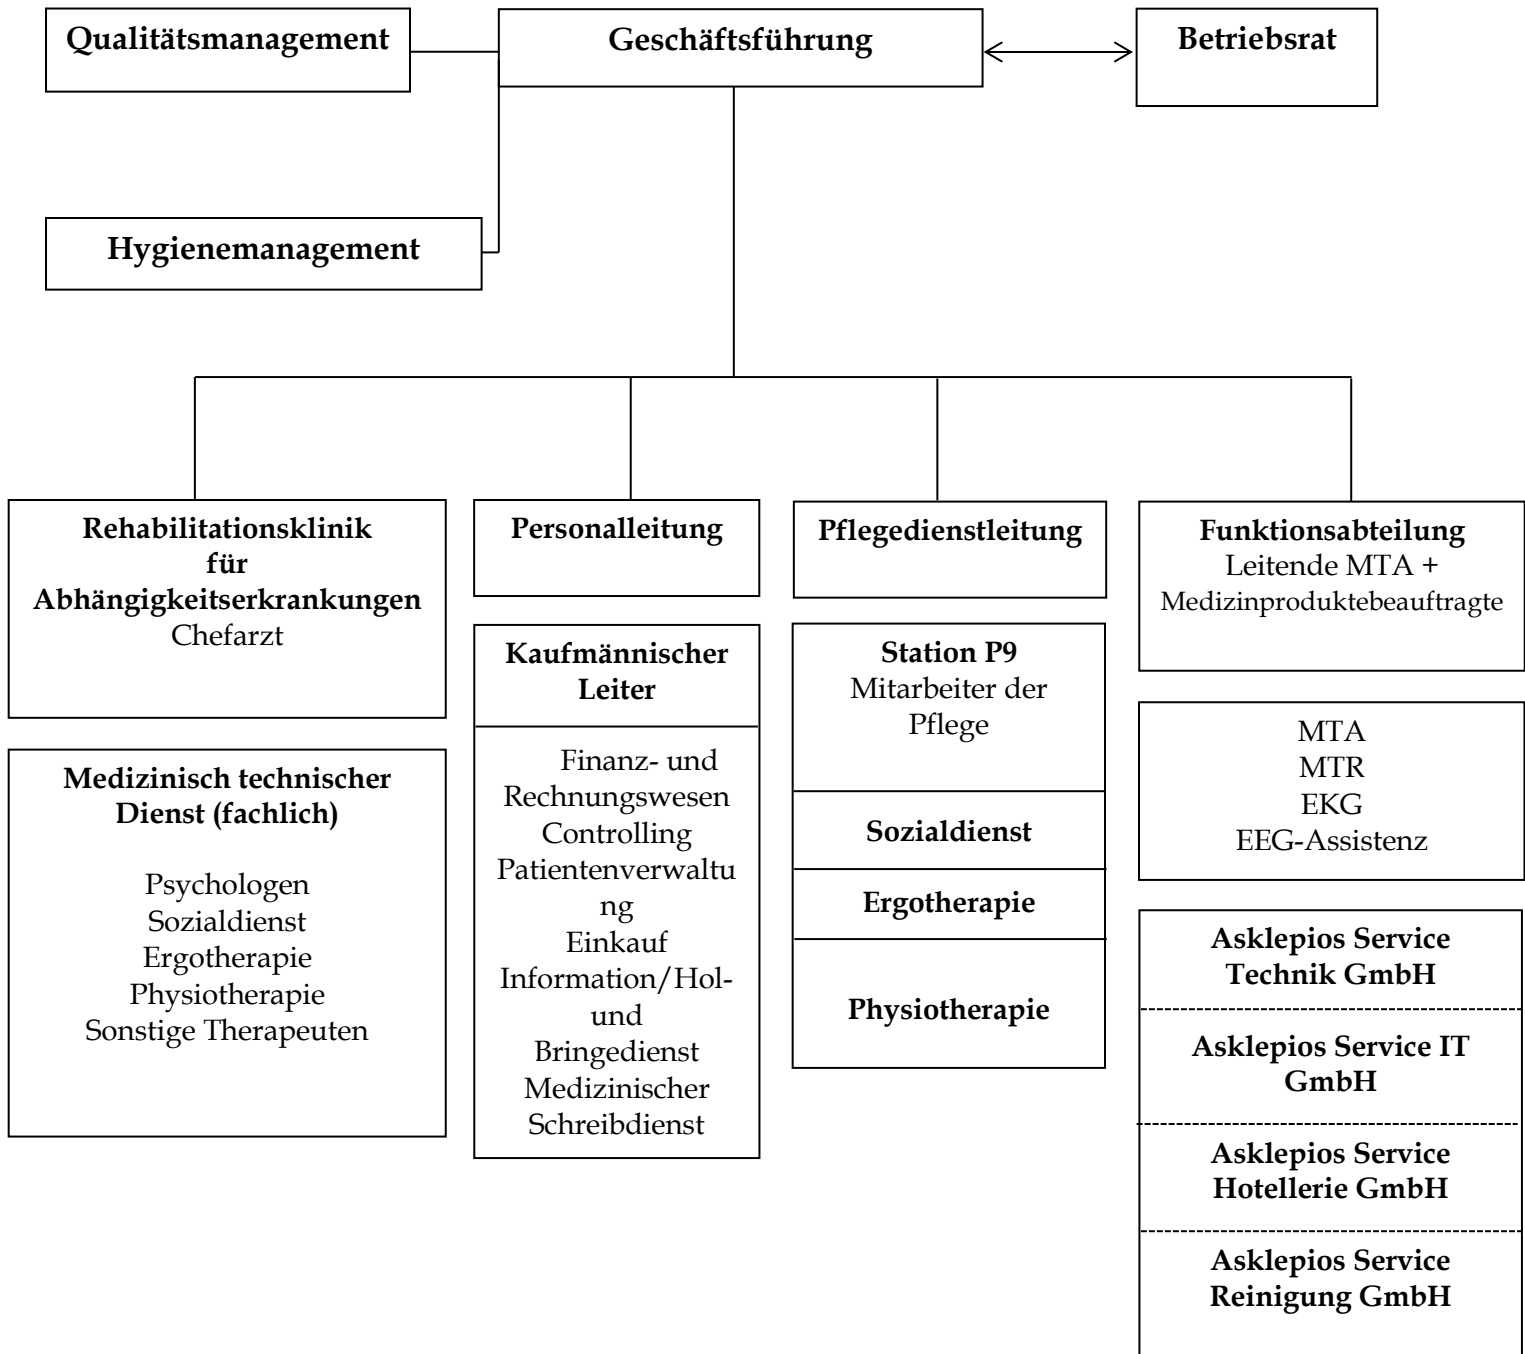 Qualitätsmanagement
Geschäftsführung
Betriebsrat
Hygienemanagement
Rehabilitationsklinik
für
Abhängigkeitserkrankungen
Chefarzt
Medizinisch technischer
Dienst (fachlich)
Psychologen
Sozialdienst
Ergotherapie
Physiotherapie
Sonstige Therapeuten
Personalleitung
Kaufmännischer
Leiter
Finanz- und
Rechnungswesen
Controlling
Patientenverwaltu
ng
Einkauf
Information/Hol-
und
Bringedienst
Medizinischer
Schreibdienst
Pflegedienstleitung
Station P9
Mitarbeiter der
Pflege
Sozialdienst
Ergotherapie
Physiotherapie
Funktionsabteilung
Leitende MTA +
Medizinproduktebeauftragte
MTA
MTR
EKG
EEG-Assistenz
Asklepios Service
Technik GmbH
Asklepios Service IT
GmbH
Asklepios Service
Hotellerie GmbH
Asklepios Service
Reinigung GmbH